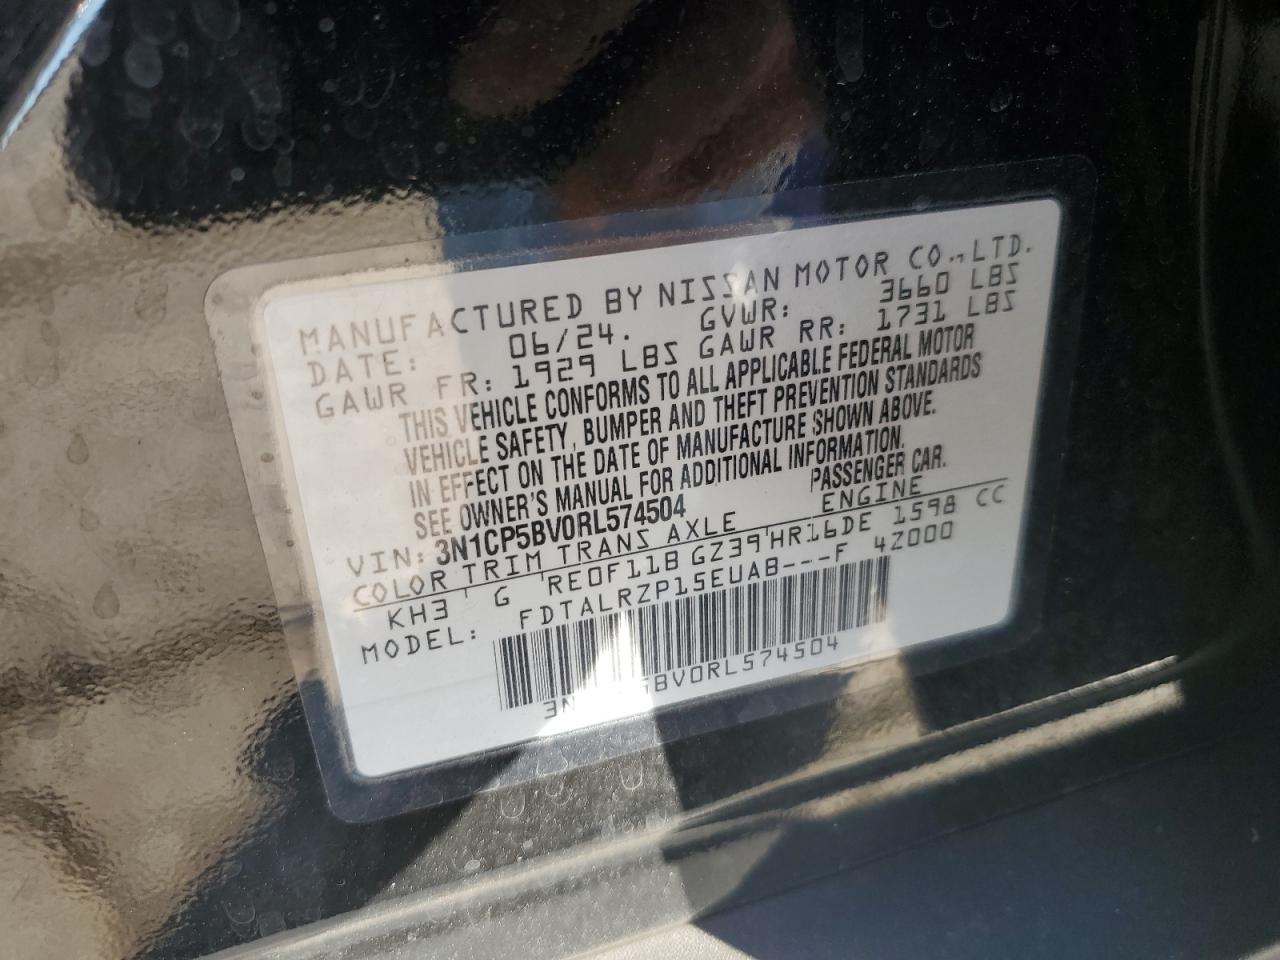 MANUFACTURED BY NISSAN MOTOR CO., LTD.
DATE: 06/24. GVWR: 3660 LBS
GAWR FR: 1929 LBS GAWR RR: 1731 LBS
THIS VEHICLE CONFORMS TO ALL APPLICABLE FEDERAL MOTOR
VEHICLE SAFETY, BUMPER AND THEFT PREVENTION STANDARDS
IN EFFECT ON THE DATE OF MANUFACTURE SHOWN ABOVE.
SEE OWNER'S MANUAL FOR ADDITIONAL INFORMATION.
VIN: 3N1CP5BV0RL574504 PASSENGER CAR.
COLOR TRIM TRANS AXLE ENGINE
KH3 G RE0F11B GZ39 HR16DE 1598 CC
MODEL: FDTALRZP15EUAB---F 4Z000
3N 5BV0RL574504